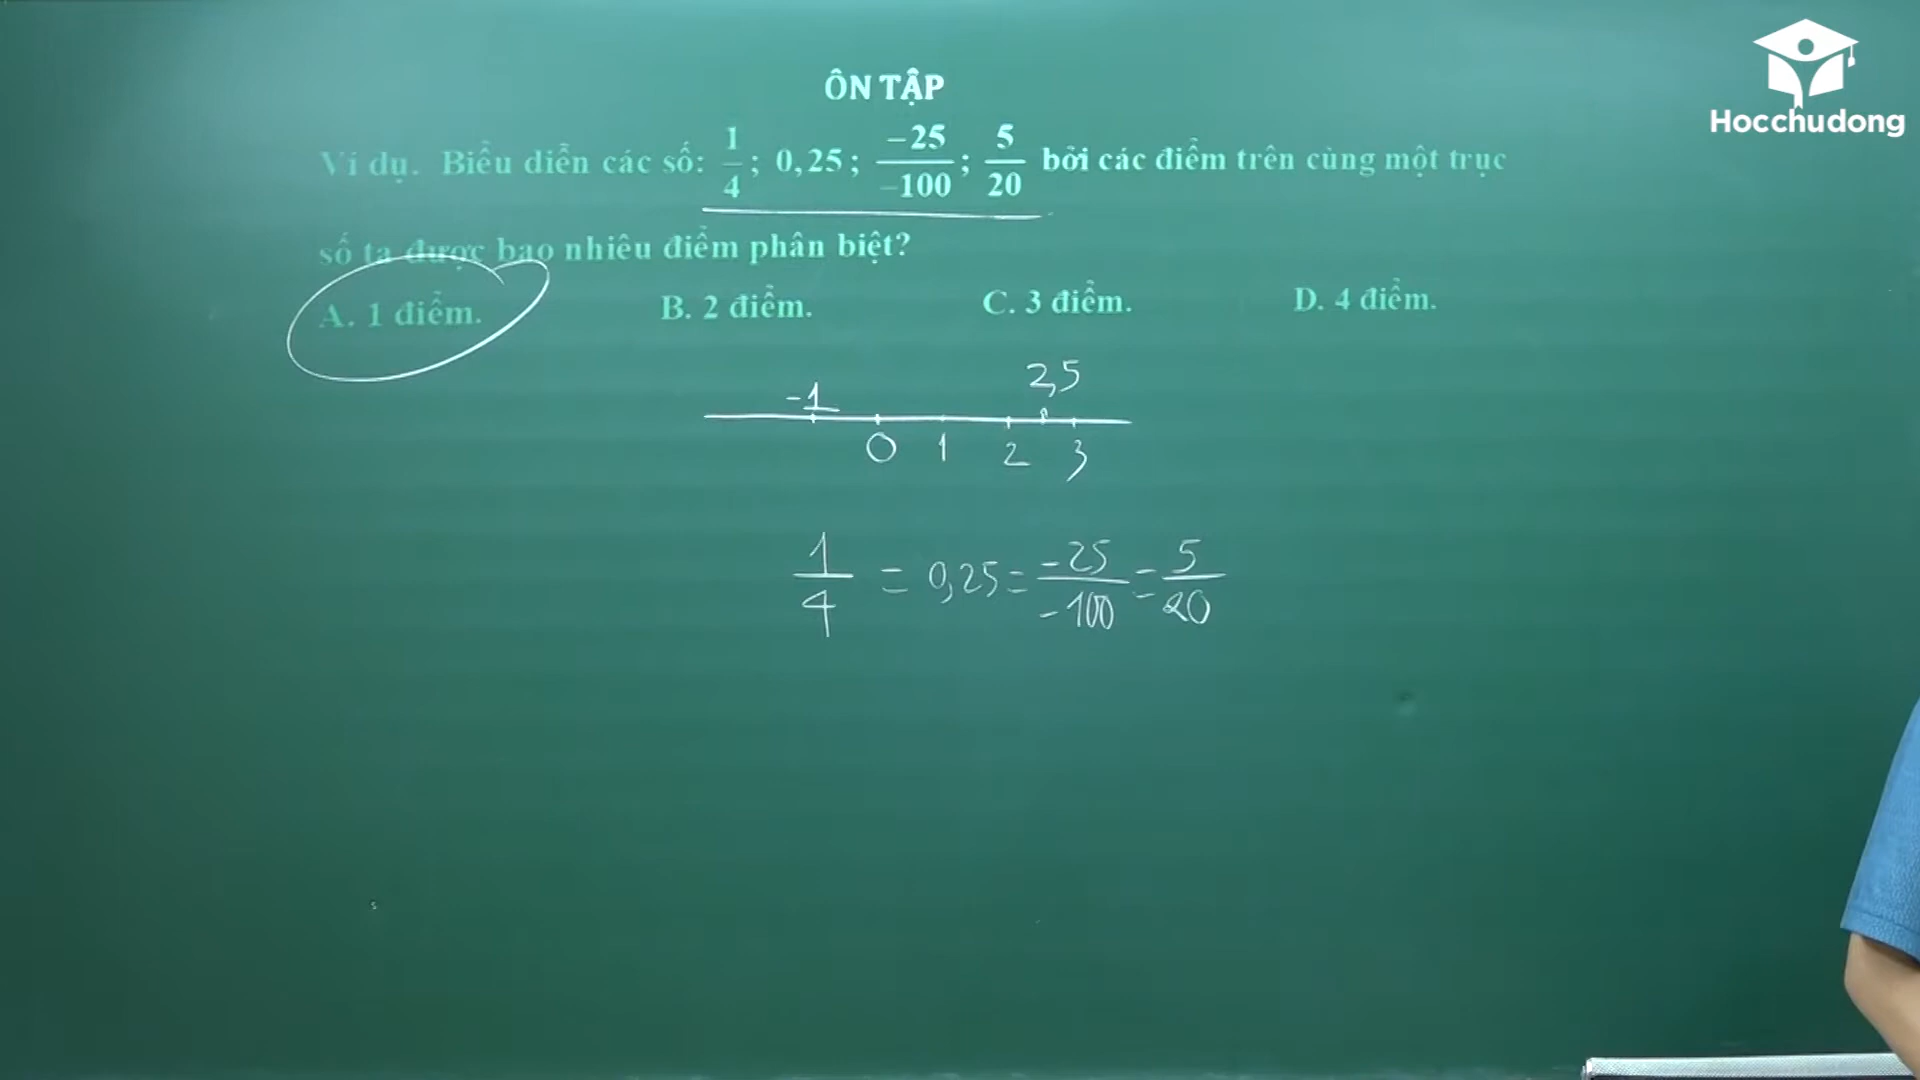 Hocchudong
ÔN TẬP
Ví dụ. Biểu diễn các số: 1/4; 0,25; -25/-100; 5/20 bởi các điểm trên cùng một trục
số ta được bao nhiêu điểm phân biệt?
A. 1 điểm. B. 2 điểm. C. 3 điểm. D. 4 điểm.
-1 2,5
0 1 2 3
1/4 = 0,25 = -25/-100 = 5/20